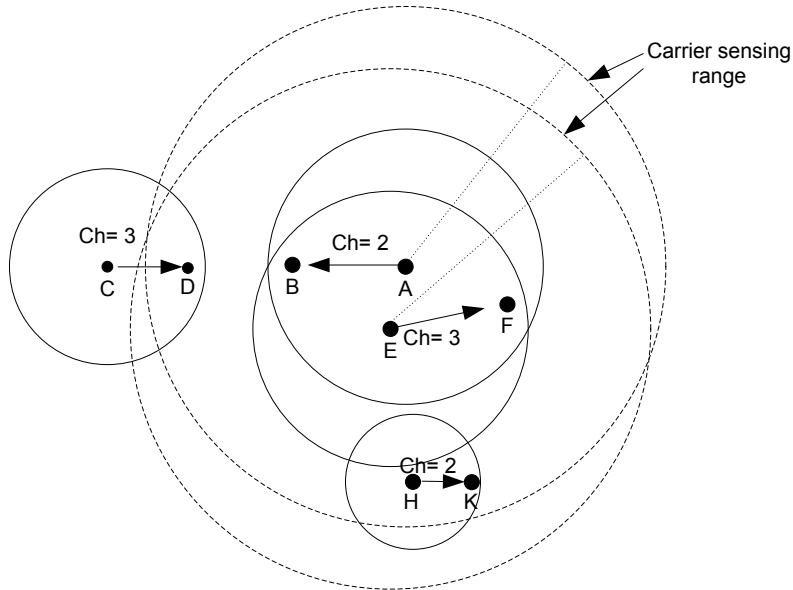 Carrier sensing
range
Ch= 3
Ch= 2
C
D
B
A
F
E
Ch= 3
Ch= 2
H
K